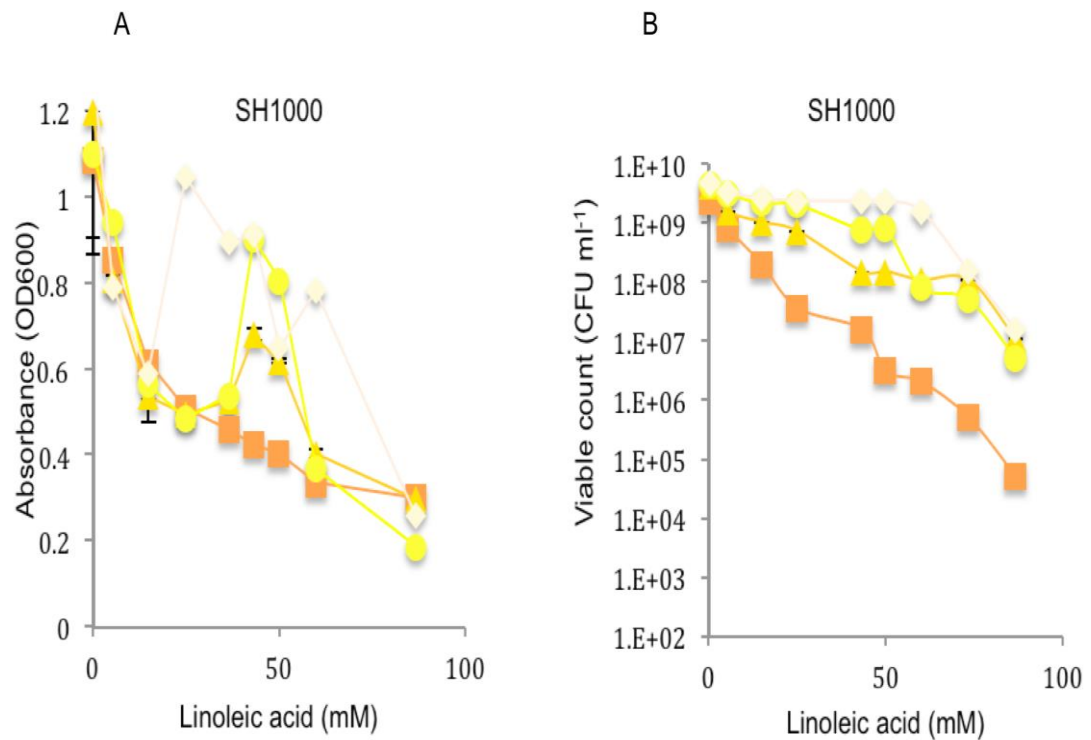 A
B
SH1000
SH1000
Absorbance (OD600)
1.2
1
0.8
0.6
0.4
0.2
0
0
50
100
Linoleic acid (mM)
Viable count (CFU ml-1)
1.E+10
1.E+09
1.E+08
1.E+07
1.E+06
1.E+05
1.E+04
1.E+03
1.E+02
0
50
100
Linoleic acid (mM)